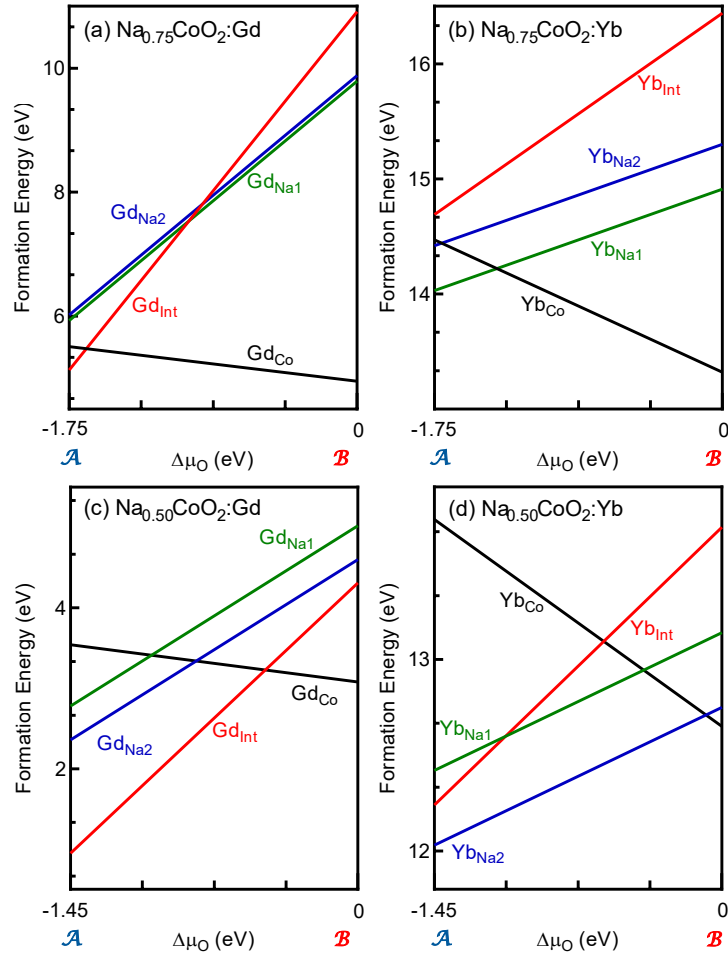 (a) Na0.75CoO2:Gd
10
8
6
Formation Energy (eV)
GdNa2
GdNa1
GdInt
GdCo
-1.75
0
𝒜
ΔμO (eV)
ℬ
(b) Na0.75CoO2:Yb
16
15
14
Formation Energy (eV)
YbInt
YbNa2
YbNa1
YbCo
-1.75
0
𝒜
ΔμO (eV)
ℬ
(c) Na0.50CoO2:Gd
4
2
Formation Energy (eV)
GdNa1
GdCo
GdNa2
GdInt
-1.45
0
𝒜
ΔμO (eV)
ℬ
(d) Na0.50CoO2:Yb
13
12
Formation Energy (eV)
YbCo
YbInt
YbNa1
YbNa2
-1.45
0
𝒜
ΔμO (eV)
ℬ